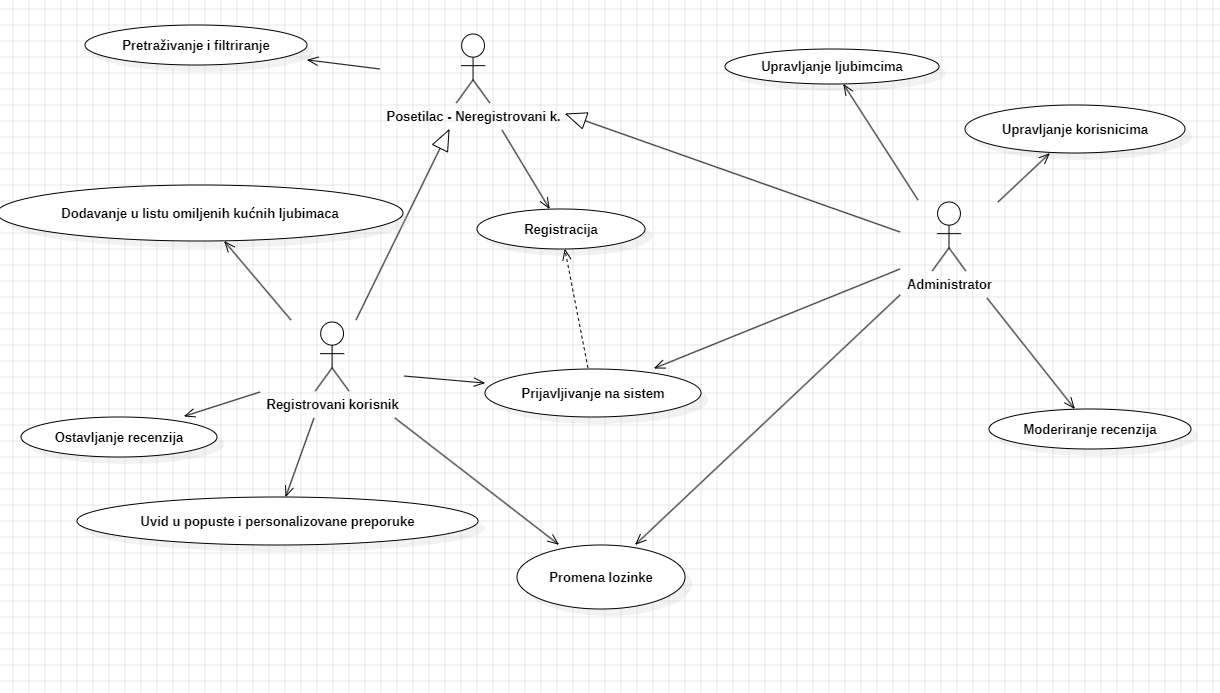 Pretraživanje i filtriranje
Upravljanje ljubimcima
Posetilac - Neregistrovani k.
Upravljanje korisnicima
Dodavanje u listu omiljenih kućnih ljubimaca
Registracija
Administrator
Prijavljivanje na sistem
Registrovani korisnik
Ostavljanje recenzija
Moderiranje recenzija
Uvid u popuste i personalizovane preporuke
Promena lozinke